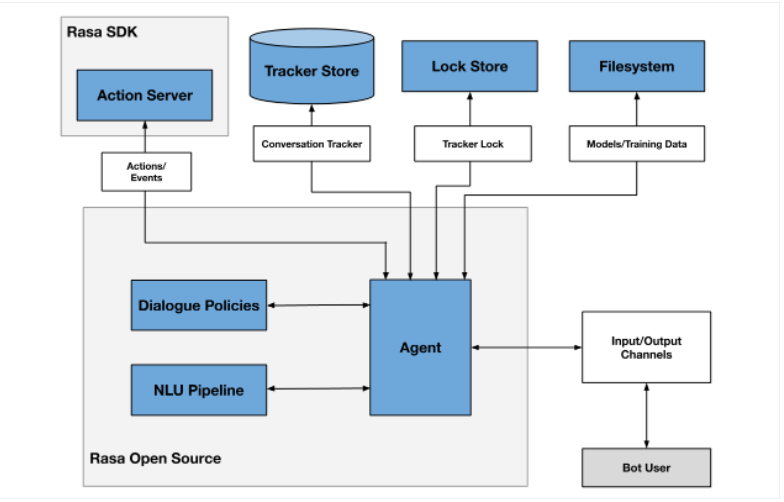 Rasa SDK
Action Server
Tracker Store
Lock Store
Filesystem
Actions/
Events
Conversation Tracker
Tracker Lock
Models/Training Data
Dialogue Policies
NLU Pipeline
Agent
Rasa Open Source
Input/Output
Channels
Bot User